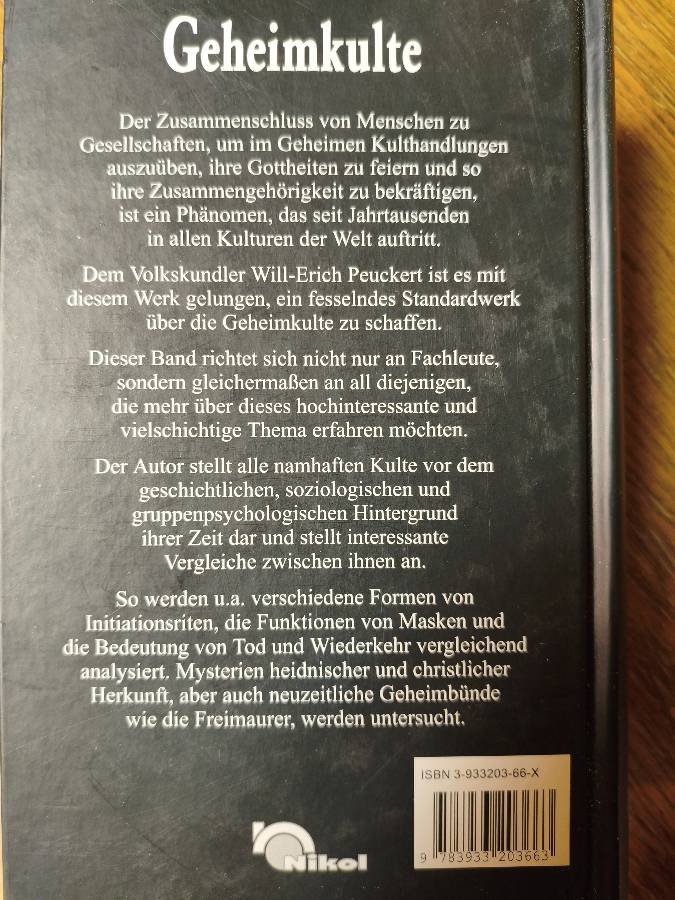 Geheimkulte
Der Zusammenschluss von Menschen zu
Gesellschaften, um im Geheimen Kulthandlungen
auszuüben, ihre Gottheiten zu feiern und so
ihre Zusammengehörigkeit zu bekräftigen,
ist ein Phänomen, das seit Jahrtausenden
in allen Kulturen der Welt auftritt.
Dem Volkskundler Will-Erich Peuckert ist es mit
diesem Werk gelungen, ein fesselndes Standardwerk
über die Geheimkulte zu schaffen.
Dieser Band richtet sich nicht nur an Fachleute,
sondern gleichermaßen an all diejenigen,
die mehr über dieses hochinteressante und
vielschichtige Thema erfahren möchten.
Der Autor stellt alle namhaften Kulte vor dem
geschichtlichen, soziologischen und
gruppenpsychologischen Hintergrund
ihrer Zeit dar und stellt interessante
Vergleiche zwischen ihnen an.
So werden u.a. verschiedene Formen von
Initiationsriten, die Funktionen von Masken und
die Bedeutung von Tod und Wiederkehr vergleichend
analysiert. Mysterien heidnischer und christlicher
Herkunft, aber auch neuzeitliche Geheimbünde
wie die Freimaurer, werden untersucht.
ISBN 3-933203-66-X
9 783933 203663
Nikol